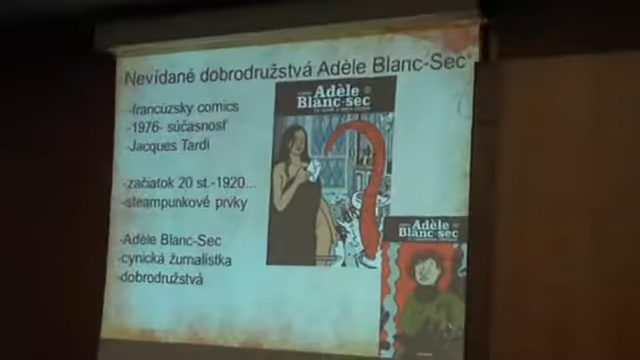 Nevídané dobrodružstvá Adèle Blanc-Sec
-francúzsky comics
-1976- súčasnosť
-Jacques Tardi
-začiatok 20 st.-1920...
-steampunkové prvky
-Adèle Blanc-Sec
-cynická žurnalistka
-dobrodružstvá
Adèle
Blanc-sec
Adèle
Blanc-sec